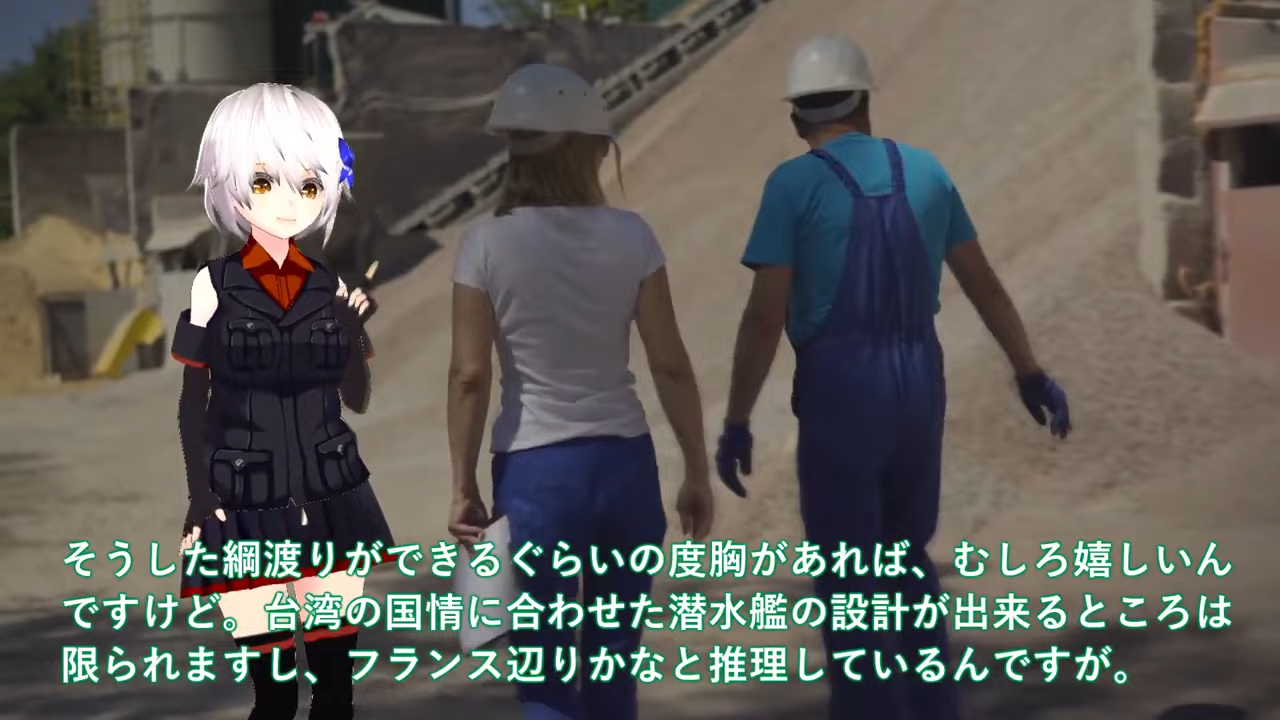 そうした綱渡りができるぐらいの度胸があれば、むしろ嬉しいん
ですけど。台湾の国情に合わせた潜水艦の設計が出来るところは
限られますし、フランス辺りかなと推理しているんですが。